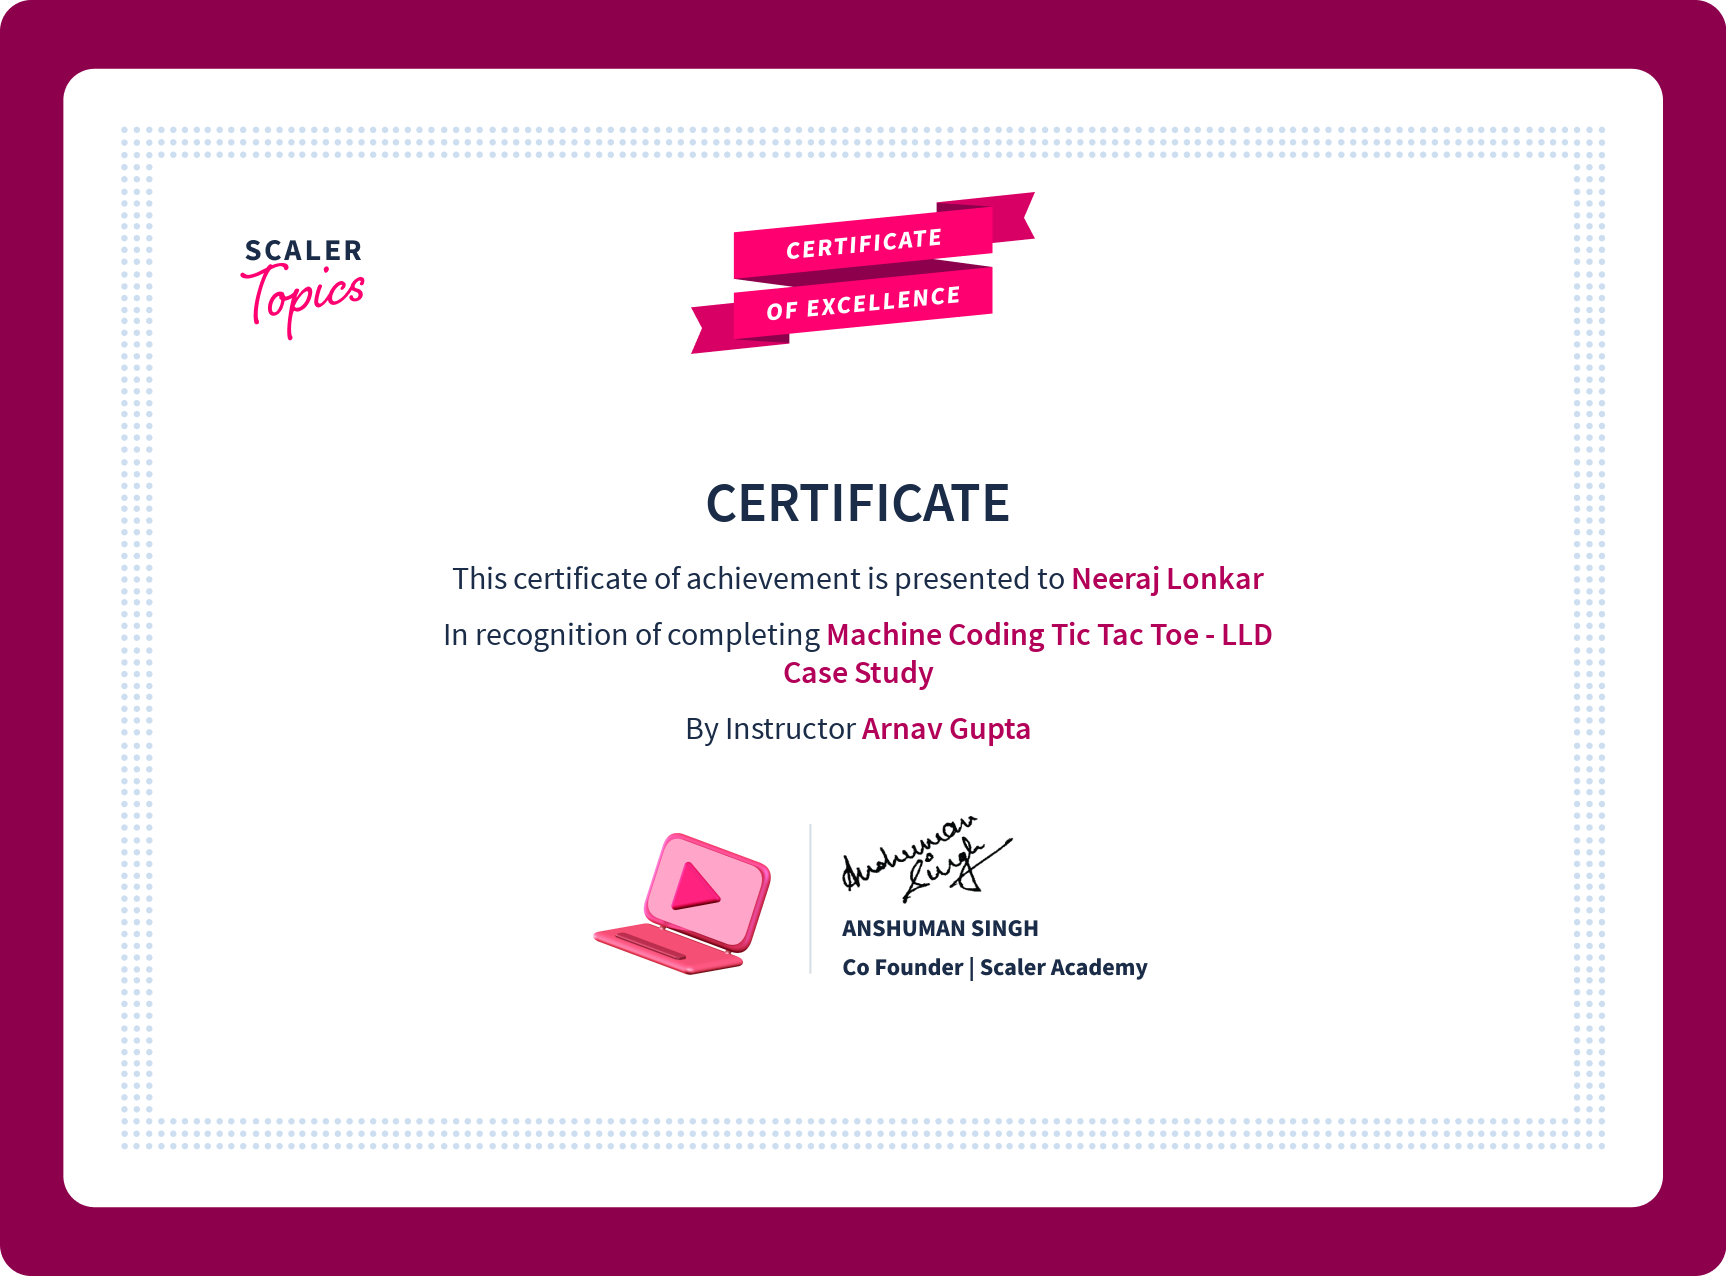 SCALER
Topics
CERTIFICATE
OF EXCELLENCE
CERTIFICATE
This certificate of achievement is presented to Neeraj Lonkar
In recognition of completing Machine Coding Tic Tac Toe - LLD
Case Study
By Instructor Arnav Gupta
Anshuman
Singh
ANSHUMAN SINGH
Co Founder | Scaler Academy